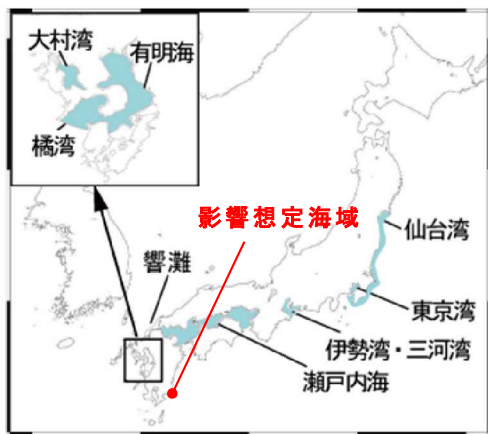 大村湾
有明海
橘湾
影響想定海域
仙台湾
響灘
東京湾
伊勢湾・三河湾
瀬戸内海